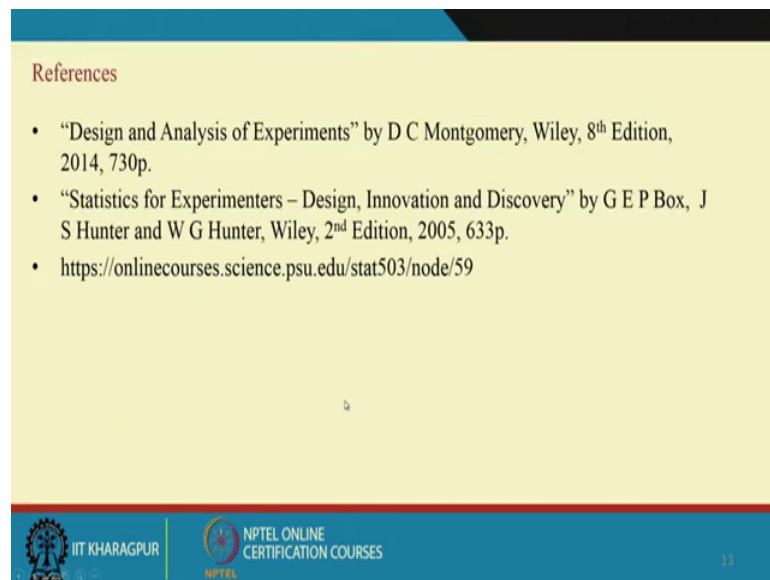 References
• “Design and Analysis of Experiments” by D C Montgomery, Wiley, 8th Edition,
2014, 730p.
• “Statistics for Experimenters – Design, Innovation and Discovery” by G E P Box, J
S Hunter and W G Hunter, Wiley, 2nd Edition, 2005, 633p.
• https://onlinecourses.science.psu.edu/stat503/node/59
IIT KHARAGPUR
NPTEL
NPTEL ONLINE
CERTIFICATION COURSES
13